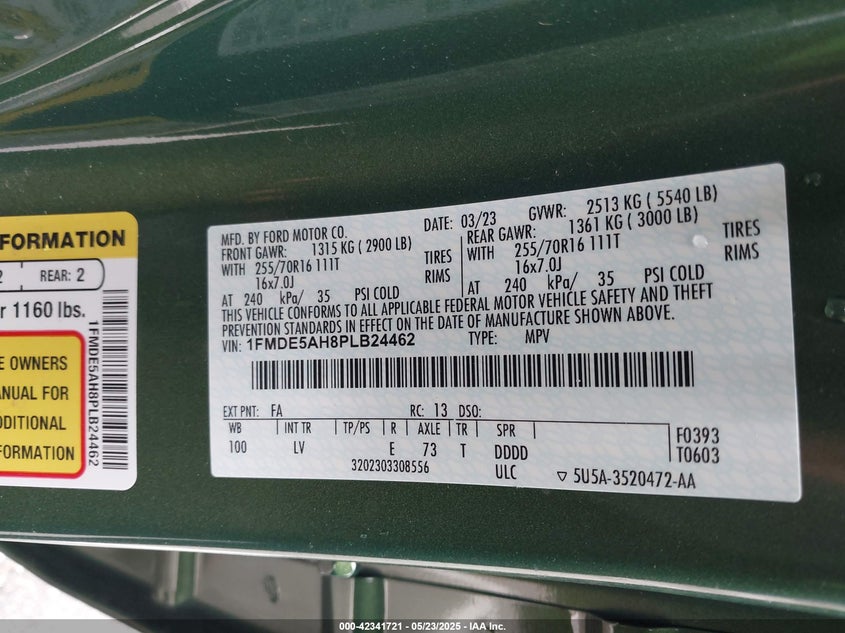 FORMATION
2 REAR: 2
r 1160 lbs.
E OWNERS
ANUAL FOR
DDITIONAL
FORMATION
1FMDE5AH8PLB24462
MFD. BY FORD MOTOR CO. DATE: 03/23 GVWR: 2513 KG ( 5540 LB)
FRONT GAWR: 1315 KG ( 2900 LB) REAR GAWR: 1361 KG ( 3000 LB)
WITH 255/70R16 111T TIRES WITH 255/70R16 111T TIRES
16x7.0J RIMS 16x7.0J RIMS
AT 240 kPa/ 35 PSI COLD AT 240 kPa/ 35 PSI COLD
THIS VEHICLE CONFORMS TO ALL APPLICABLE FEDERAL MOTOR VEHICLE SAFETY AND THEFT
PREVENTION STANDARDS IN EFFECT ON THE DATE OF MANUFACTURE SHOWN ABOVE.
VIN: 1FMDE5AH8PLB24462 TYPE: MPV
EXT PNT: FA RC: 13 DSO:
WB INT TR TP/PS R AXLE TR SPR
100 LV E 73 T DDDD
F0393
T0603
3202303308556 ULC 5U5A-3520472-AA
000-42341721 - 05/23/2025 - IAA Inc.